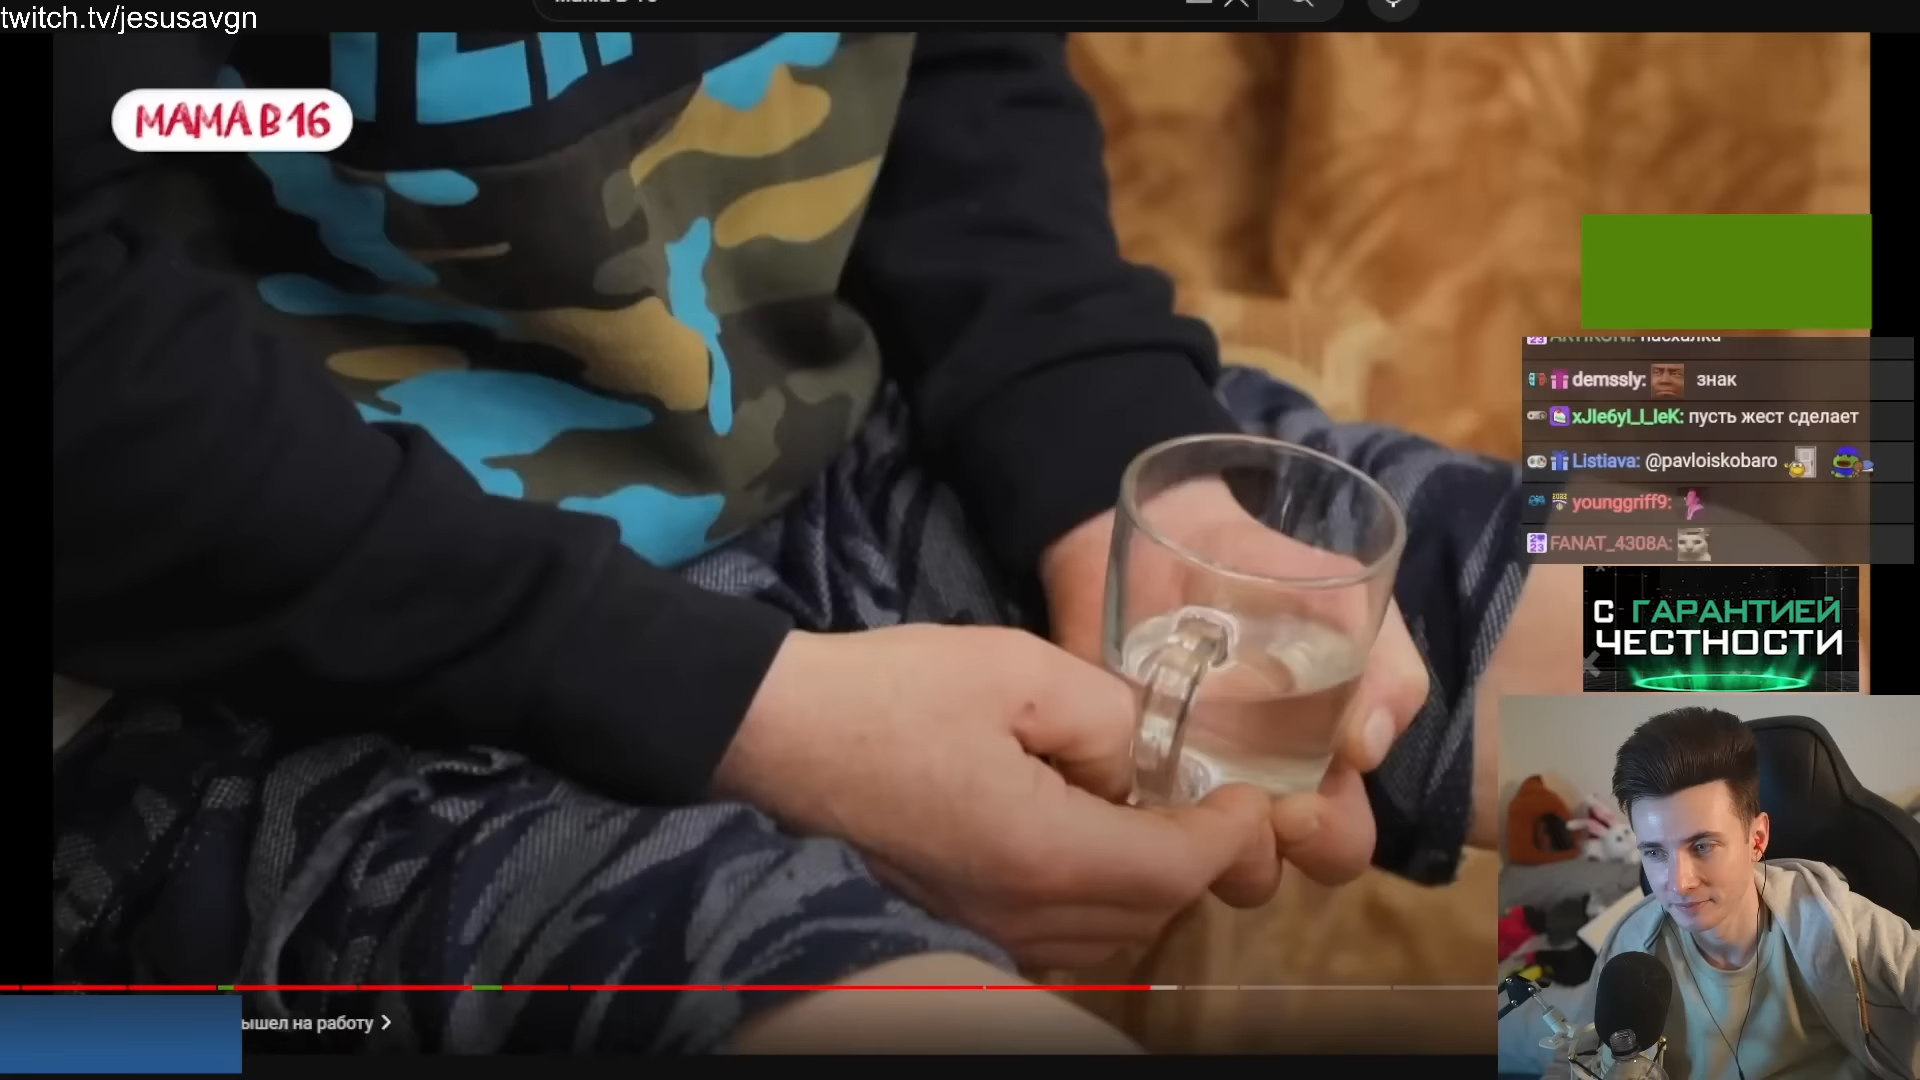 twitch.tv/jesusavgn
МАМА В 16
demssly: знак
xJle6yl_l_leK: пусть жест сделает
Listiava: @pavloiskobaro
younggriff9:
FANAT_4308A:
С ГАРАНТИЕЙ
ЧЕСТНОСТИ
ышел на работу